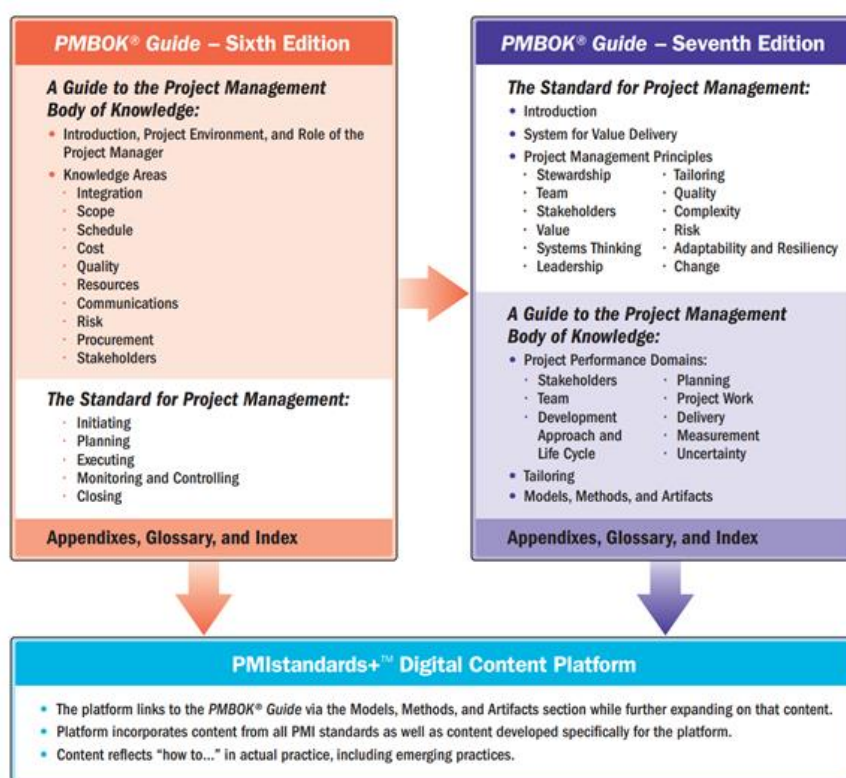 PMBOK® Guide – Sixth Edition
A Guide to the Project Management
Body of Knowledge:
• Introduction, Project Environment, and Role of the
Project Manager
• Knowledge Areas
· Integration
· Scope
· Schedule
· Cost
· Quality
· Resources
· Communications
· Risk
· Procurement
· Stakeholders
The Standard for Project Management:
· Initiating
· Planning
· Executing
· Monitoring and Controlling
· Closing
Appendixes, Glossary, and Index
PMBOK® Guide – Seventh Edition
The Standard for Project Management:
• Introduction
• System for Value Delivery
• Project Management Principles
· Stewardship
· Team
· Stakeholders
· Value
· Systems Thinking
· Leadership
· Tailoring
· Quality
· Complexity
· Risk
· Adaptability and Resiliency
· Change
A Guide to the Project Management
Body of Knowledge:
• Project Performance Domains:
· Stakeholders
· Team
· Development
Approach and
Life Cycle
· Planning
· Project Work
· Delivery
· Measurement
· Uncertainty
• Tailoring
• Models, Methods, and Artifacts
Appendixes, Glossary, and Index
PMIstandards+™ Digital Content Platform
• The platform links to the PMBOK® Guide via the Models, Methods, and Artifacts section while further expanding on that content.
• Platform incorporates content from all PMI standards as well as content developed specifically for the platform.
• Content reflects “how to...” in actual practice, including emerging practices.